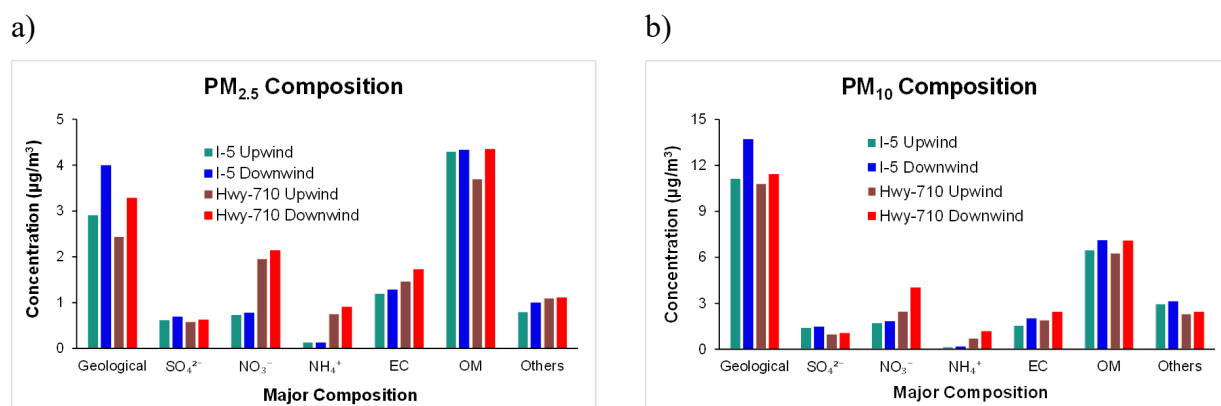 a)
PM₂.₅ Composition
Concentration (µg/m³)
5
4
3
2
1
0
I-5 Upwind
I-5 Downwind
Hwy-710 Upwind
Hwy-710 Downwind
Geological SO₄²⁻ NO₃⁻ NH₄⁺ EC OM Others
Major Composition
b)
PM₁₀ Composition
Concentration (µg/m³)
15
12
9
6
3
0
I-5 Upwind
I-5 Downwind
Hwy-710 Upwind
Hwy-710 Downwind
Geological SO₄²⁻ NO₃⁻ NH₄⁺ EC OM Others
Major Composition